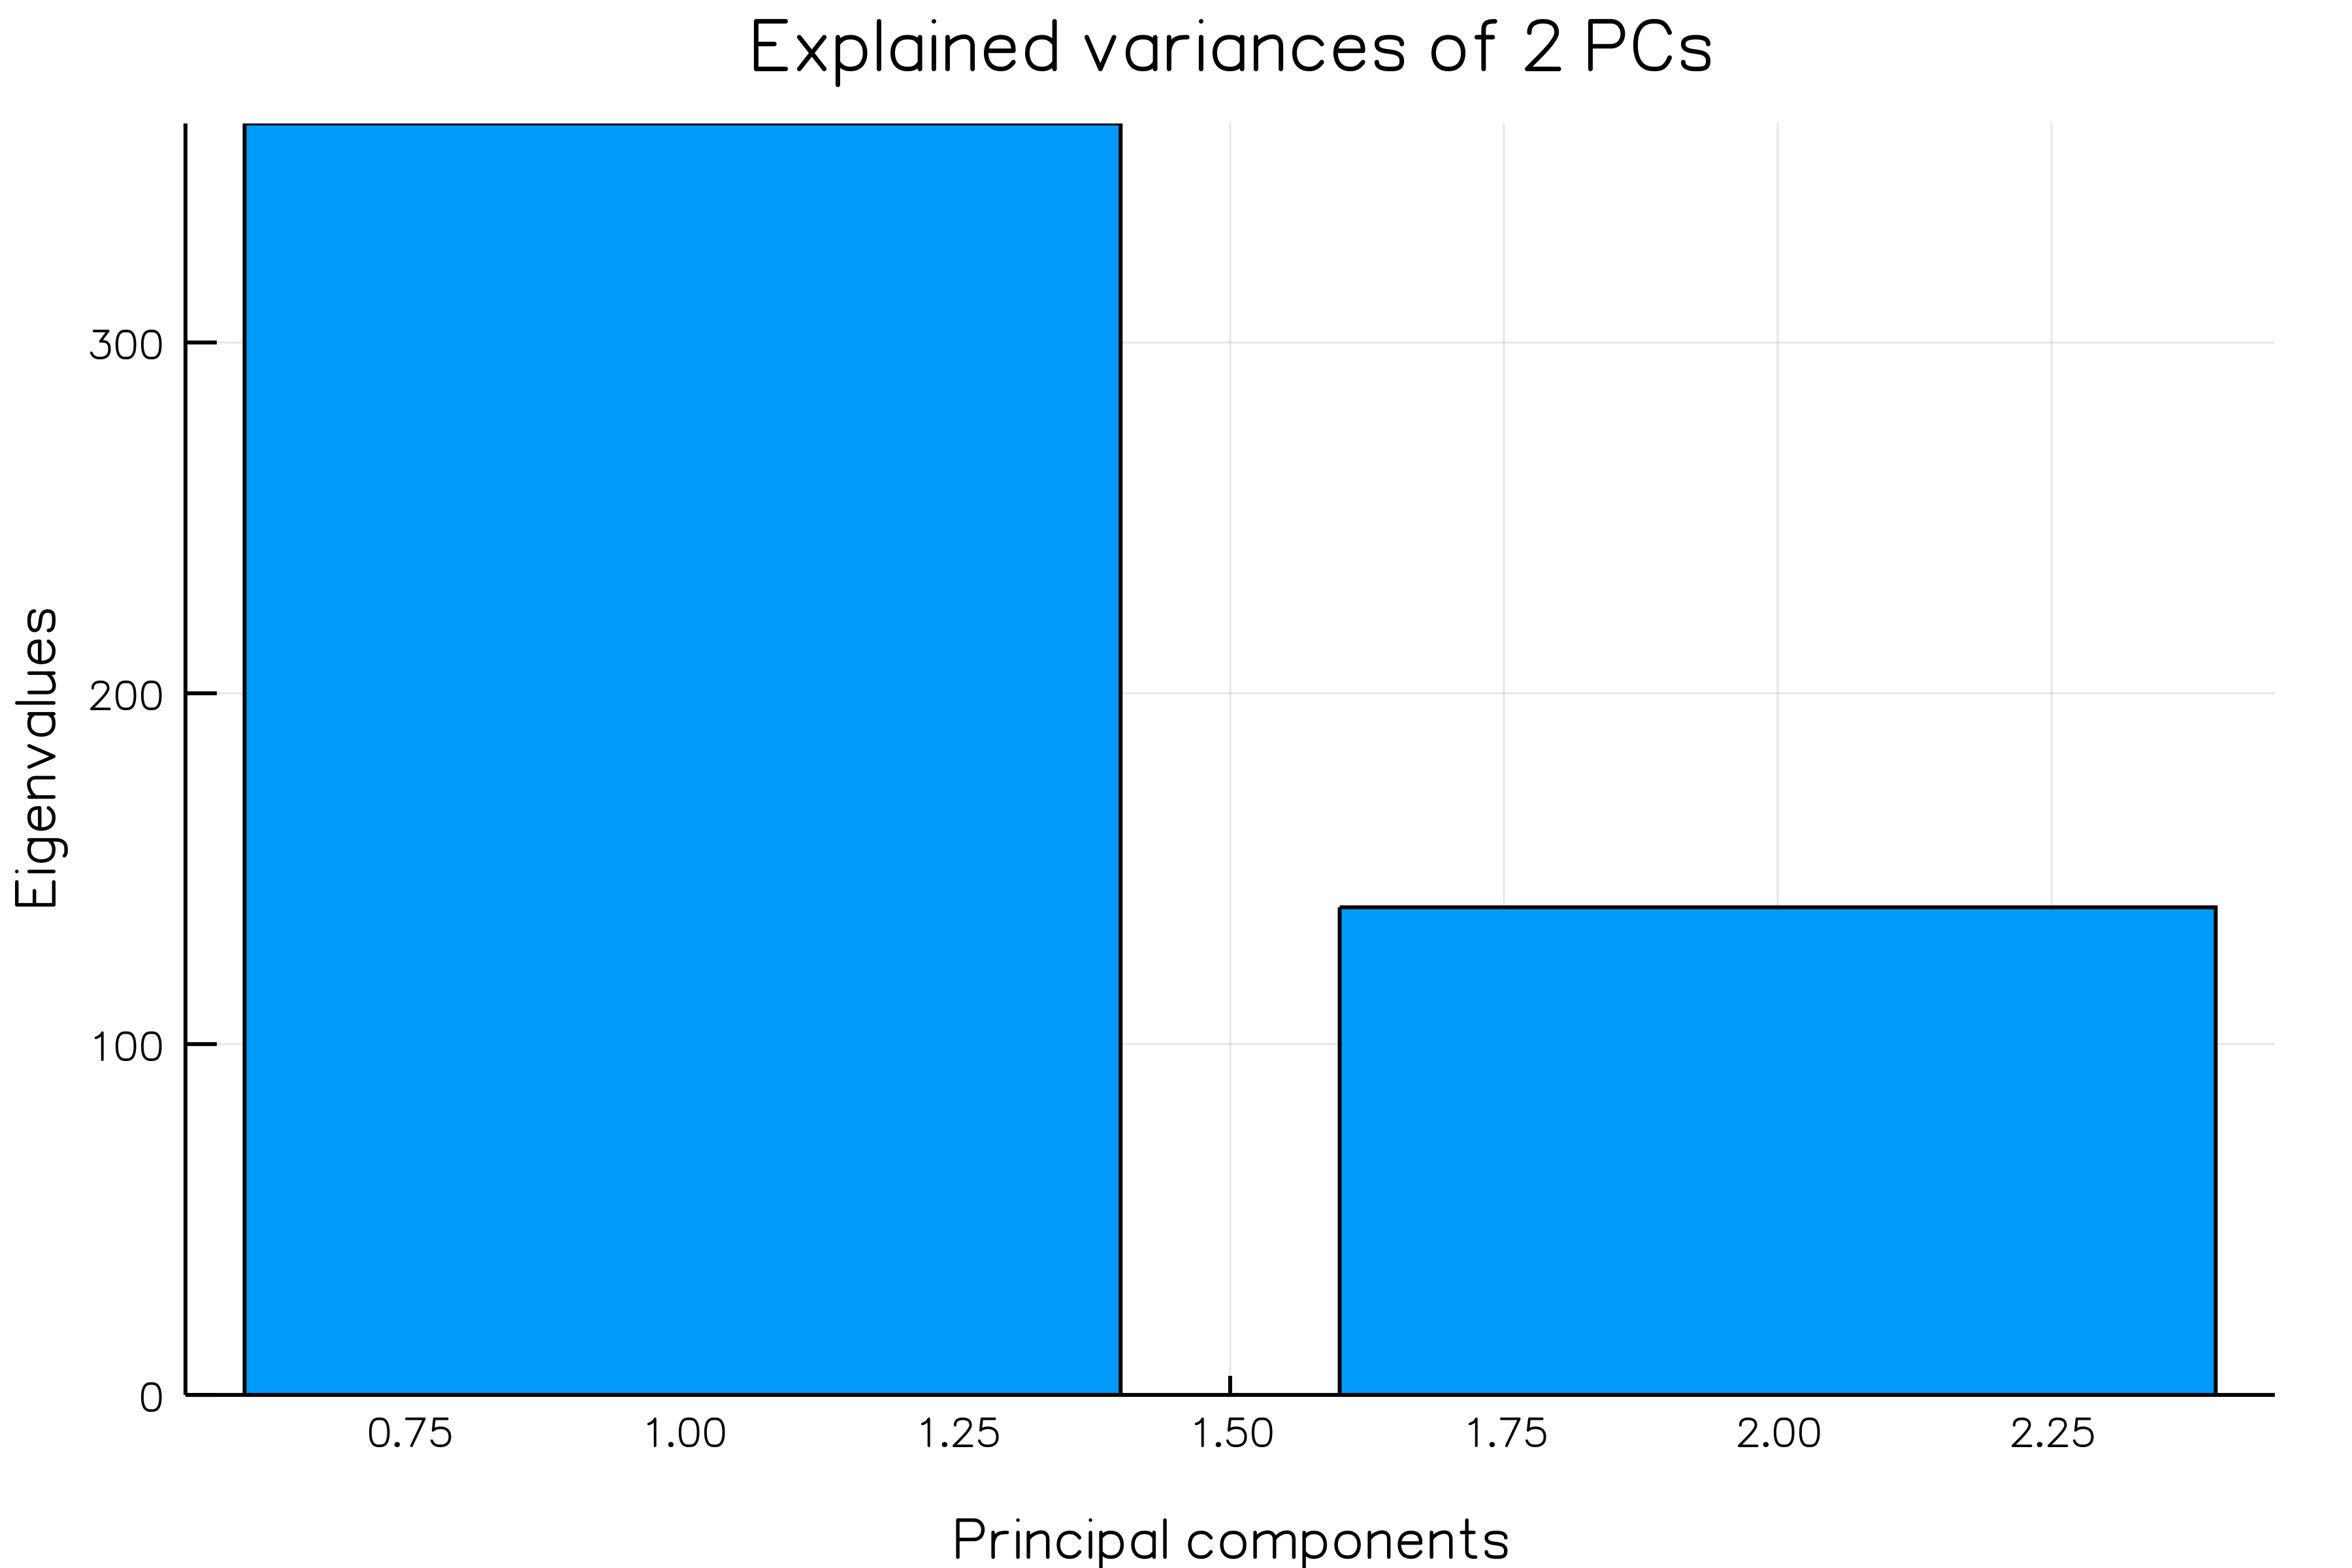 Explained variances of 2 PCs
Eigenvalues
300
200
100
0
0.75 1.00 1.25 1.50 1.75 2.00 2.25
Principal components